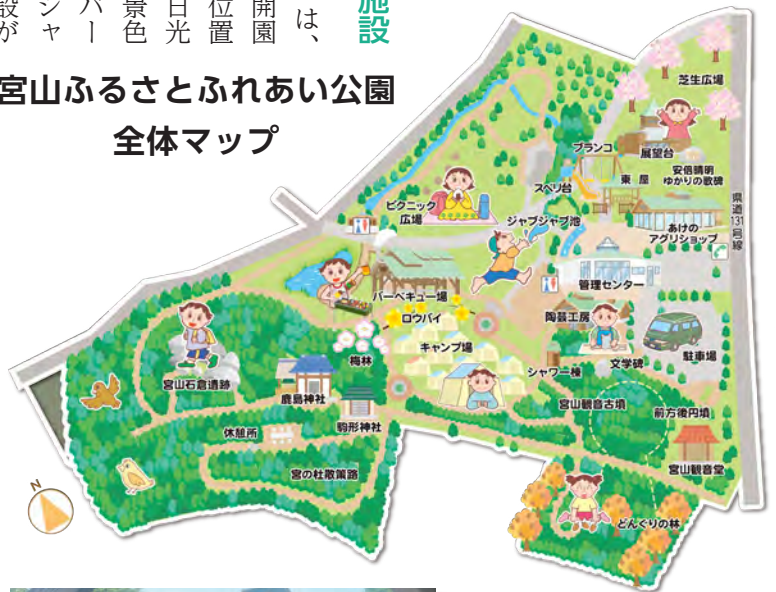 施設
は、
開園
位置
日光
景色
バー
シャ
設が
宮山ふるさとふれあい公園
全体マップ
芝生広場
ブランコ
展望台
安倍晴明
ゆかりの歌碑
スベリ台
東屋
県道131号線
ピクニック
広場
ジャブジャブ池
あけの
アグリショップ
管理センター
バーベキュー場
ロウバイ
陶芸工房
キャンプ場
梅林
文学碑
駐車場
シャワー棟
宮山石倉遺跡
鹿島神社
駒形神社
宮山観音古墳
前方後円墳
休憩所
宮山観音堂
宮の杜散策路
N
どんぐりの林